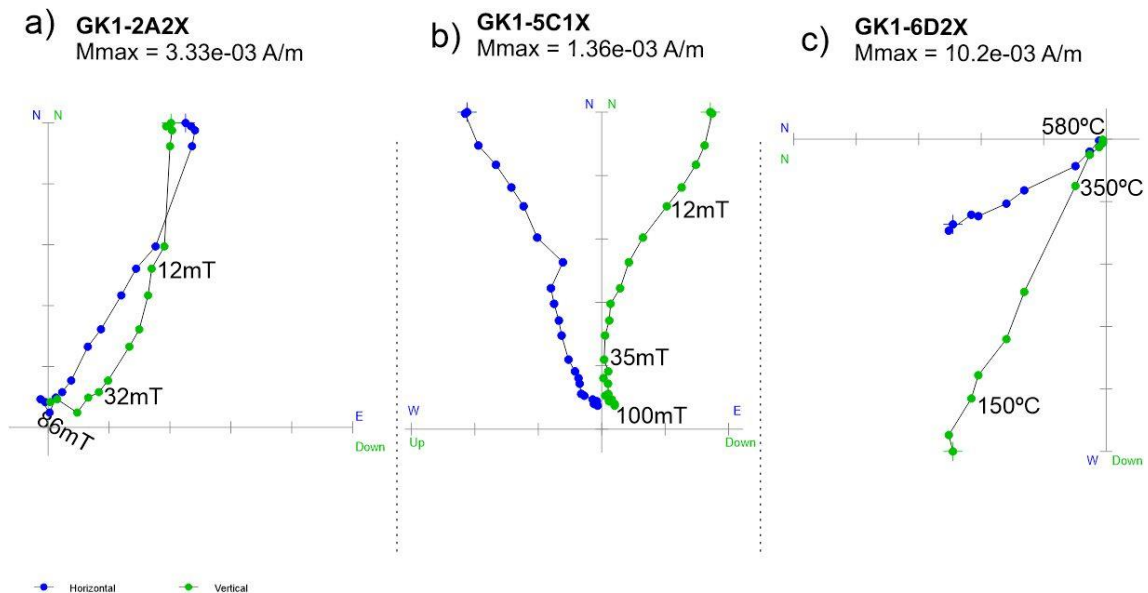 a) GK1-2A2X
Mmax = 3.33e-03 A/m
N N
12mT
32mT
86mT
E
Down
b) GK1-5C1X
Mmax = 1.36e-03 A/m
N N
12mT
35mT
100mT
W E
Up Down
c) GK1-6D2X
Mmax = 10.2e-03 A/m
N
N
580ºC
350ºC
150ºC
W Down
Horizontal Vertical